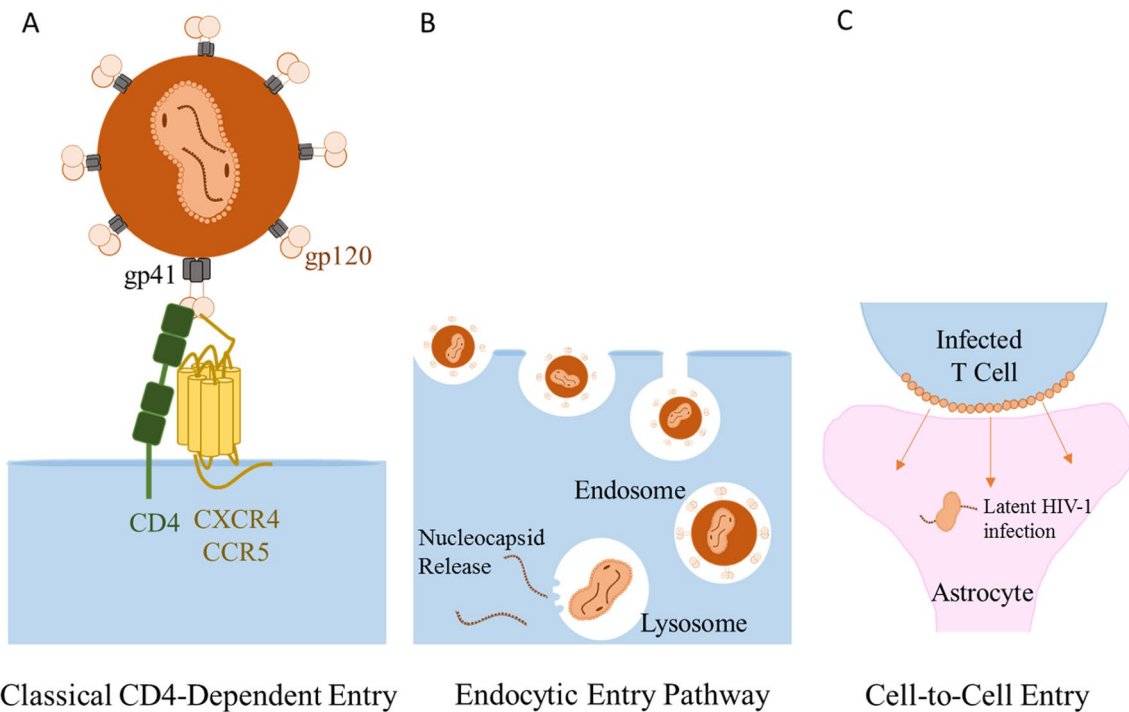 A
gp120
gp41
CD4
CXCR4
CCR5
Classical CD4-Dependent Entry
B
Endosome
Nucleocapsid
Release
Lysosome
Endocytic Entry Pathway
C
Infected
T Cell
Latent HIV-1
infection
Astrocyte
Cell-to-Cell Entry